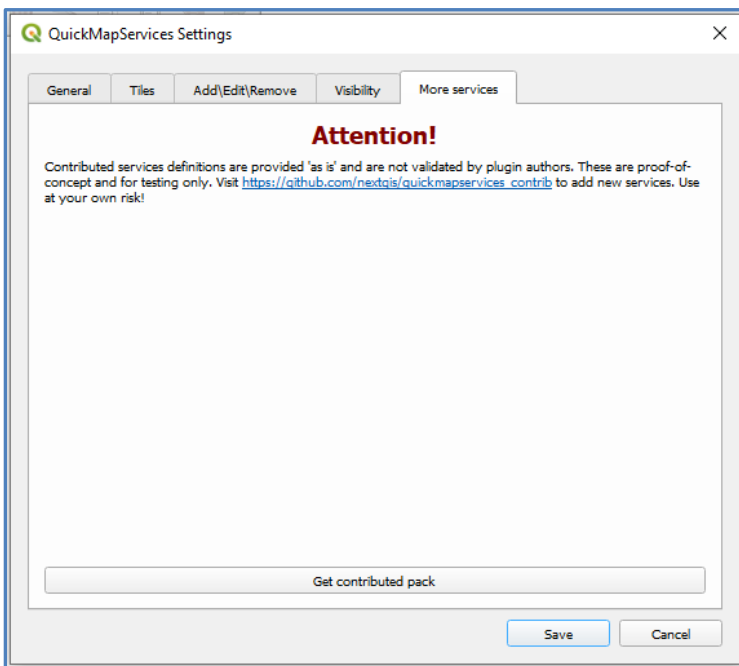 QuickMapServices Settings
General Tiles Add\Edit\Remove Visibility More services
Attention!
Contributed services definitions are provided 'as is' and are not validated by plugin authors. These are proof-of-
concept and for testing only. Visit https://github.com/nextgis/quickmapservices_contrib to add new services. Use
at your own risk!
Get contributed pack
Save Cancel